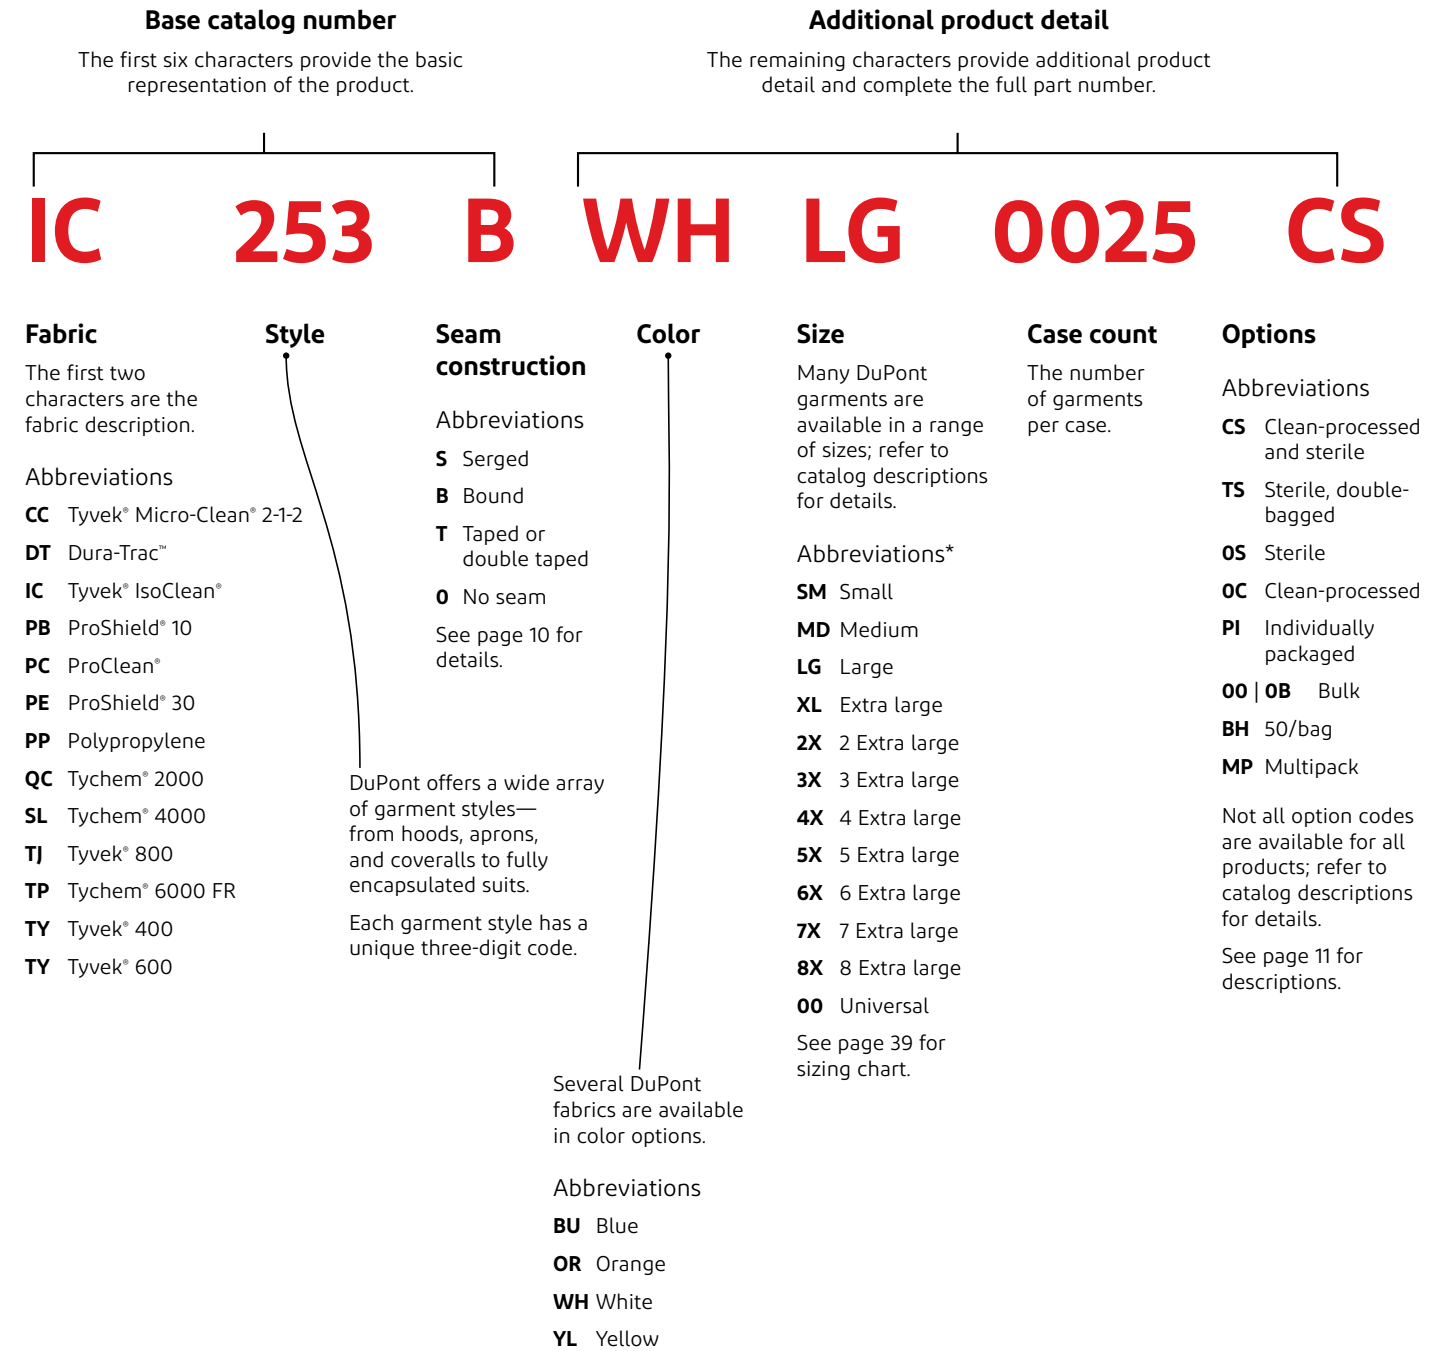 Base catalog number
The first six characters provide the basic
representation of the product.
Additional product detail
The remaining characters provide additional product
detail and complete the full part number.
IC 253 B WH LG 0025 CS
Fabric
The first two
characters are the
fabric description.
Abbreviations
CC Tyvek® Micro-Clean® 2-1-2
DT Dura-Trac™
IC Tyvek® IsoClean®
PB ProShield® 10
PC ProClean®
PE ProShield® 30
PP Polypropylene
QC Tychem® 2000
SL Tychem® 4000
TJ Tyvek® 800
TP Tychem® 6000 FR
TY Tyvek® 400
TY Tyvek® 600
Style
DuPont offers a wide array
of garment styles—
from hoods, aprons,
and coveralls to fully
encapsulated suits.
Each garment style has a
unique three-digit code.
Seam
construction
Abbreviations
S Serged
B Bound
T Taped or
double taped
0 No seam
See page 10 for
details.
Color
Several DuPont
fabrics are available
in color options.
Abbreviations
BU Blue
OR Orange
WH White
YL Yellow
Size
Many DuPont
garments are
available in a range
of sizes; refer to
catalog descriptions
for details.
Abbreviations*
SM Small
MD Medium
LG Large
XL Extra large
2X 2 Extra large
3X 3 Extra large
4X 4 Extra large
5X 5 Extra large
6X 6 Extra large
7X 7 Extra large
8X 8 Extra large
00 Universal
See page 39 for
sizing chart.
Case count
The number
of garments
per case.
Options
Abbreviations
CS Clean-processed
and sterile
TS Sterile, double-
bagged
0S Sterile
0C Clean-processed
PI Individually
packaged
00 | 0B Bulk
BH 50/bag
MP Multipack
Not all option codes
are available for all
products; refer to
catalog descriptions
for details.
See page 11 for
descriptions.